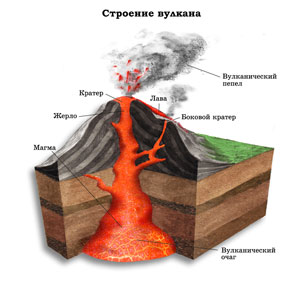 Строение вулкана
Вулканический
пепел
Кратер
Лава
Жерло
Боковой кратер
Магма
Вулканический
очаг